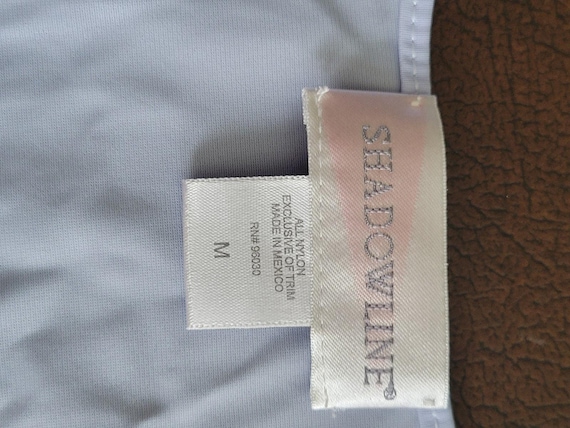 SHADOWLINE®
ALL NYLON
EXCLUSIVE OF TRIM
MADE IN MEXICO
RN# 96030
M